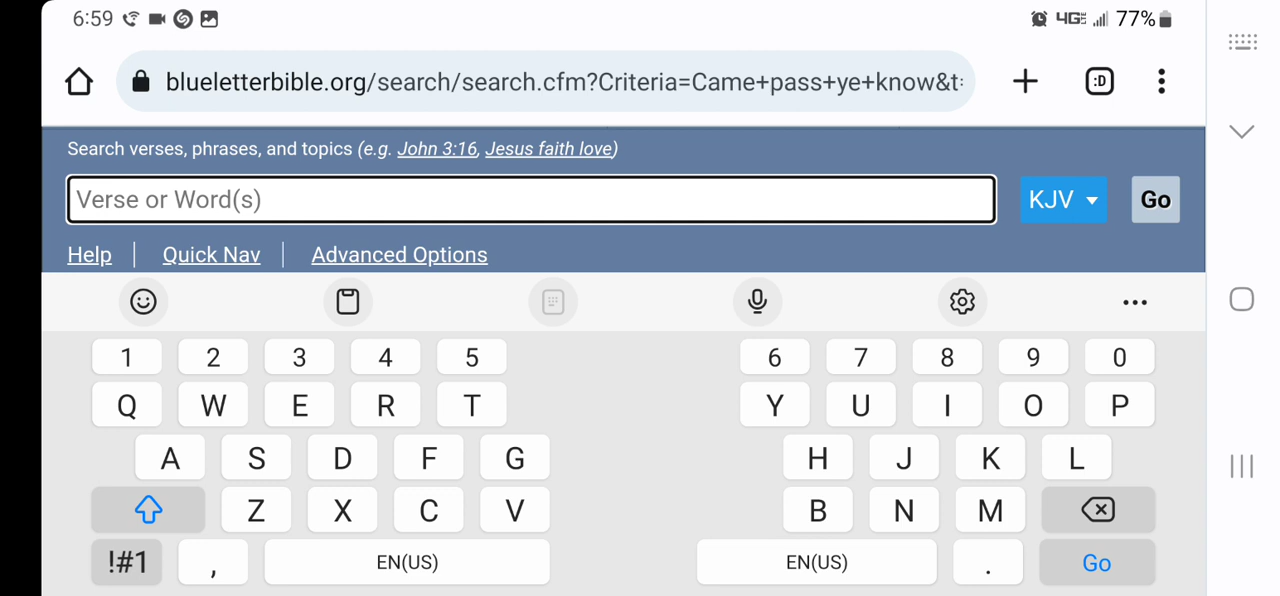 6:59 4GE 77%
blueletterbible.org/search/search.cfm?Criteria=Came+pass+ye+know&t:
:D
Search verses, phrases, and topics (e.g. John 3:16, Jesus faith love)
Verse or Word(s) KJV Go
Help | Quick Nav | Advanced Options
1 2 3 4 5 6 7 8 9 0
Q W E R T Y U I O P
A S D F G H J K L
Z X C V B N M
!#1 , EN(US) EN(US) . Go